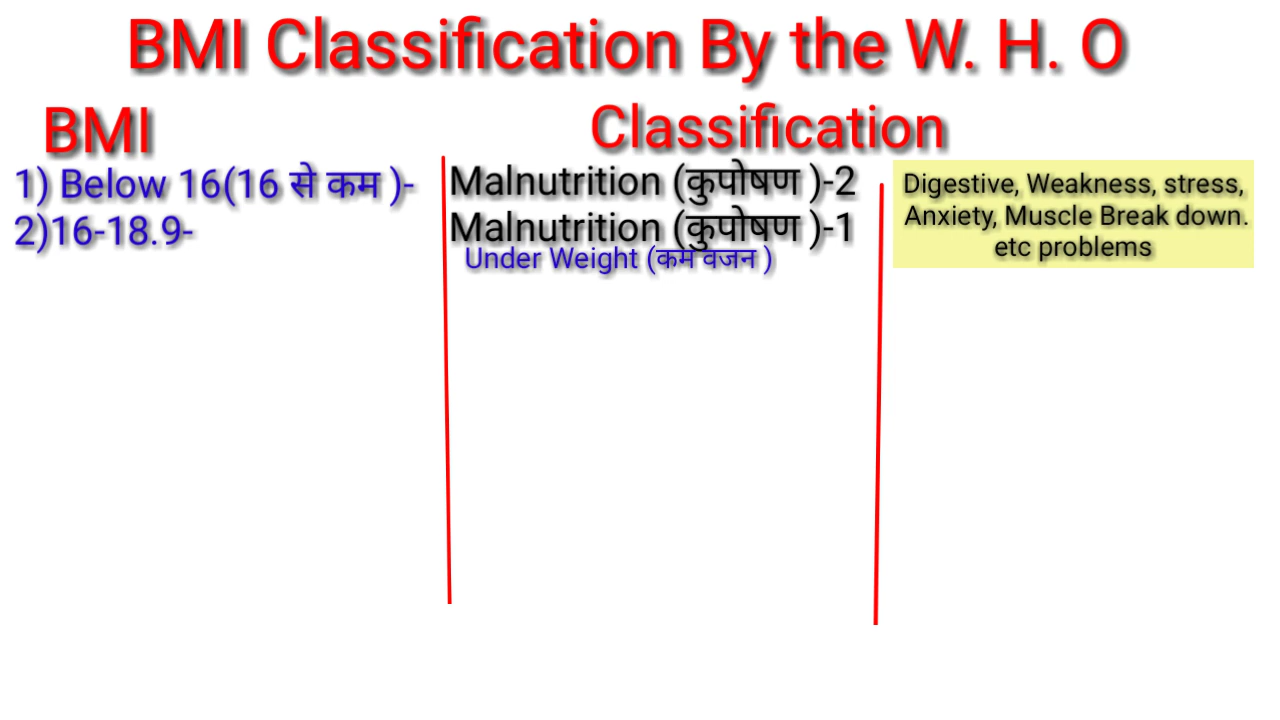 BMI Classification By the W. H. O
BMI
Classification
1) Below 16(16 से कम )-
2)16-18.9-
Malnutrition (कुपोषण )-2
Malnutrition (कुपोषण )-1
Under Weight (कम वजन )
Digestive, Weakness, stress,
Anxiety, Muscle Break down.
etc problems